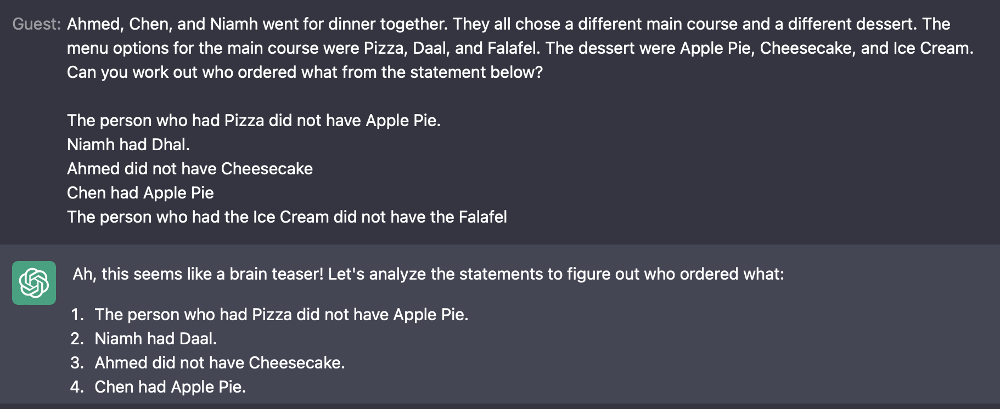 Guest: Ahmed, Chen, and Niamh went for dinner together. They all chose a different main course and a different dessert. The
menu options for the main course were Pizza, Daal, and Falafel. The dessert were Apple Pie, Cheesecake, and Ice Cream.
Can you work out who ordered what from the statement below?
The person who had Pizza did not have Apple Pie.
Niamh had Dhal.
Ahmed did not have Cheesecake
Chen had Apple Pie
The person who had the Ice Cream did not have the Falafel
Ah, this seems like a brain teaser! Let's analyze the statements to figure out who ordered what:
1. The person who had Pizza did not have Apple Pie.
2. Niamh had Daal.
3. Ahmed did not have Cheesecake.
4. Chen had Apple Pie.